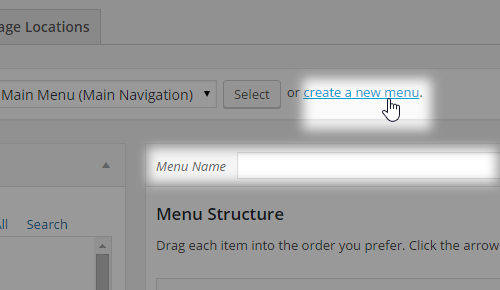 age Locations
Main Menu (Main Navigation) Select or create a new menu.
Menu Name
All Search
Menu Structure
Drag each item into the order you prefer. Click the arrow